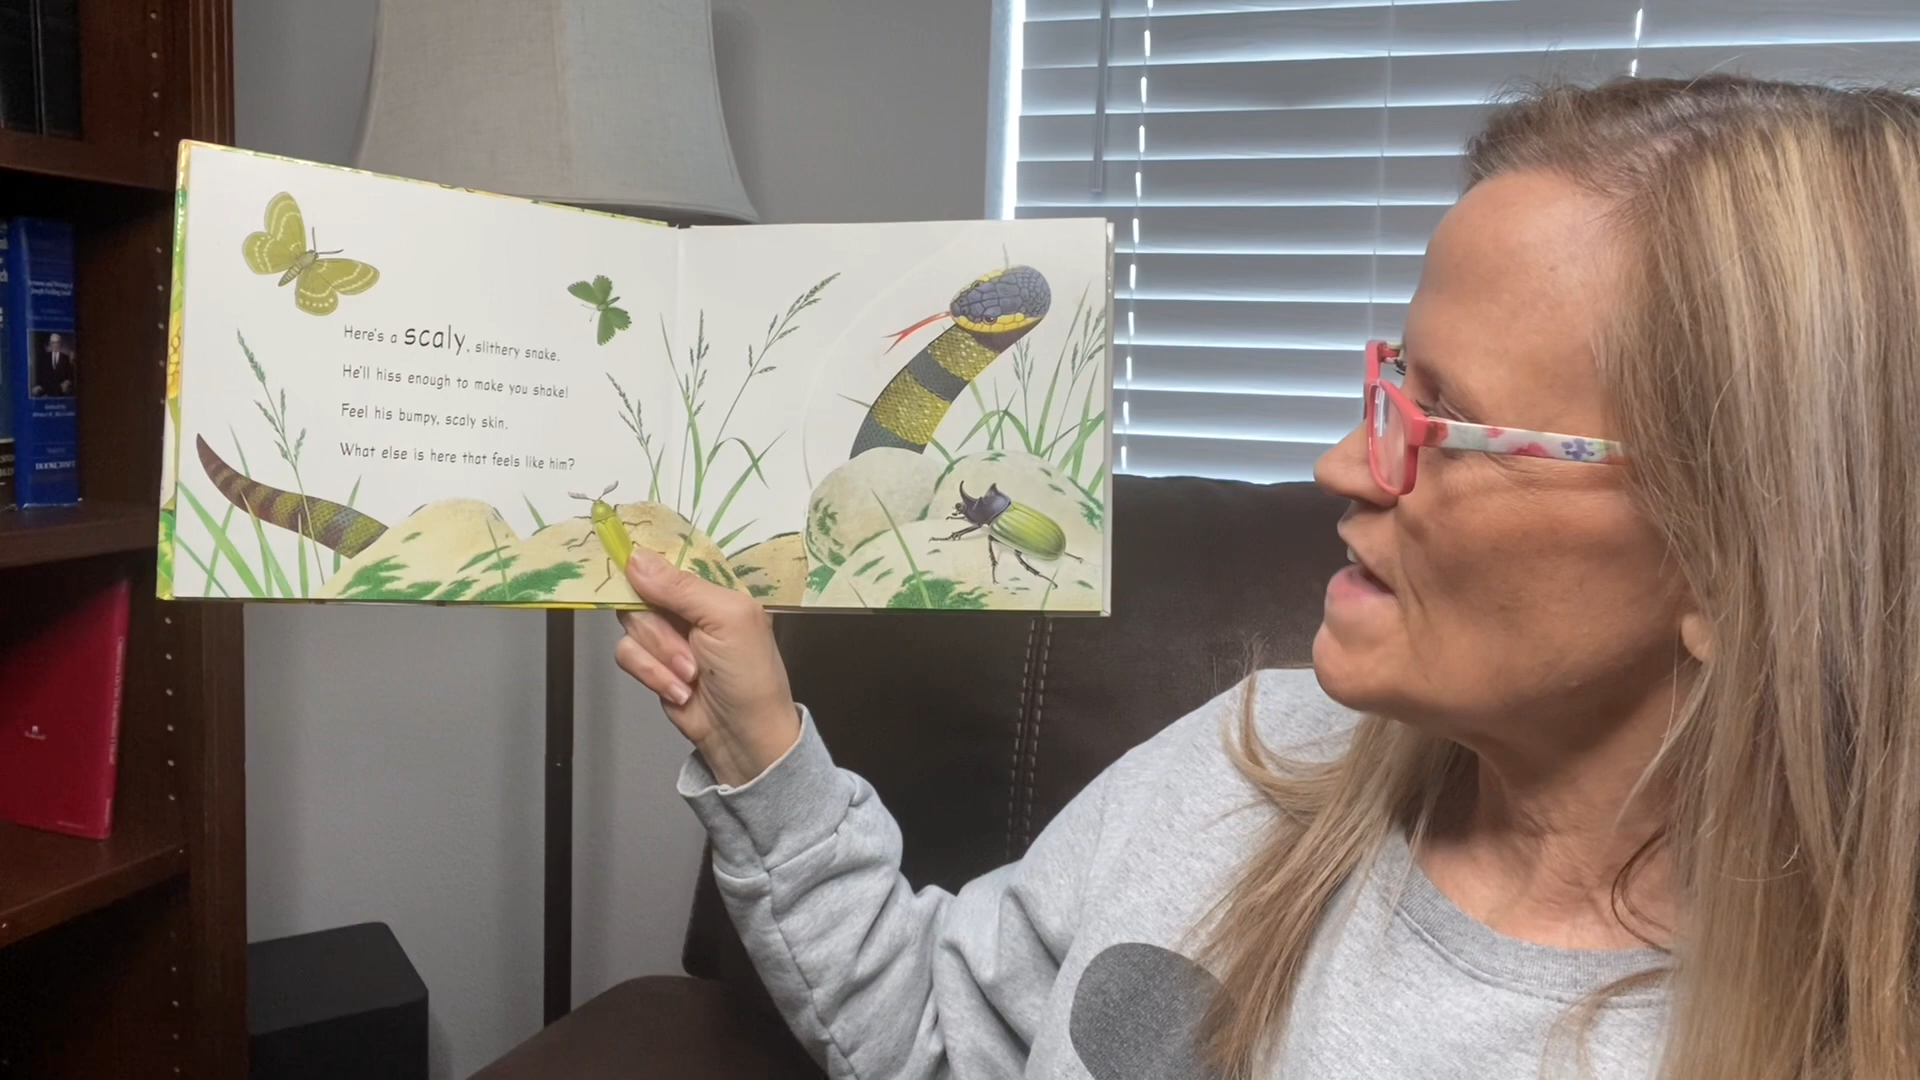 Here's a scaly, slithery snake.
He'll hiss enough to make you shake!
Feel his bumpy, scaly skin.
What else is here that feels like him?
BOOKCRAFT